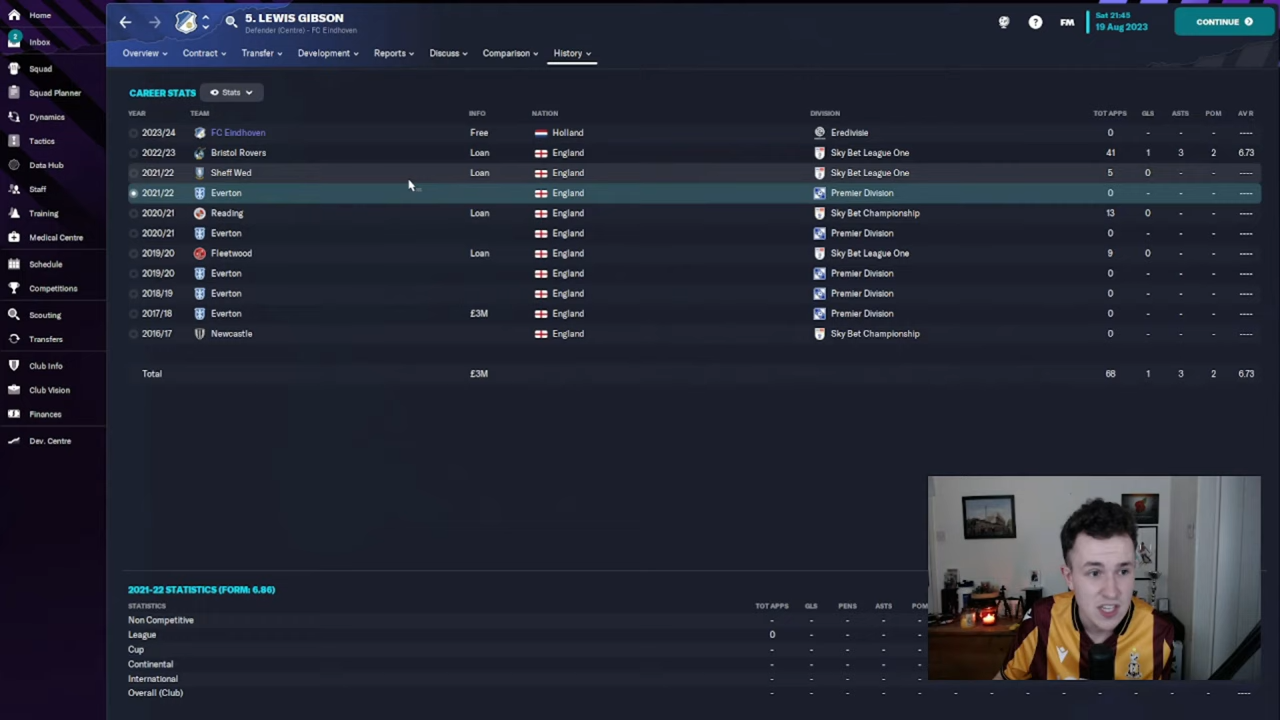 Home
5. LEWIS GIBSON
Defender (Centre) - FC Eindhoven
Sat 21:45
19 Aug 2023
FM
CONTINUE
2
Inbox
Squad
Squad Planner
Dynamics
Tactics
Data Hub
Staff
Training
Medical Centre
Schedule
Competitions
Scouting
Transfers
Club Info
Club Vision
Finances
Dev. Centre
Overview Contract Transfer Development Reports Discuss Comparison History
CAREER STATS Stats
YEAR TEAM INFO NATION DIVISION TOT APPS GLS ASTS POM AV R
2023/24 FC Eindhoven Free Holland Eredivisie 0 - - - ----
2022/23 Bristol Rovers Loan England Sky Bet League One 41 1 3 2 6.73
2021/22 Sheff Wed Loan England Sky Bet League One 5 0 - - ----
2021/22 Everton England Premier Division 0 - - - ----
2020/21 Reading Loan England Sky Bet Championship 13 0 - - ----
2020/21 Everton England Premier Division 0 - - - ----
2019/20 Fleetwood Loan England Sky Bet League One 9 0 - - ----
2019/20 Everton England Premier Division 0 - - - ----
2018/19 Everton England Premier Division 0 - - - ----
2017/18 Everton £3M England Premier Division 0 - - - ----
2016/17 Newcastle England Sky Bet Championship 0 - - - ----
Total £3M 68 1 3 2 6.73
2021-22 STATISTICS (FORM: 6.86)
STATISTICS TOT APPS GLS PENS ASTS POM
Non Competitive - - - - -
League 0 - - - -
Cup - - - - -
Continental - - - - -
International - - - - -
Overall (Club) - - - - - - - - - - - ----